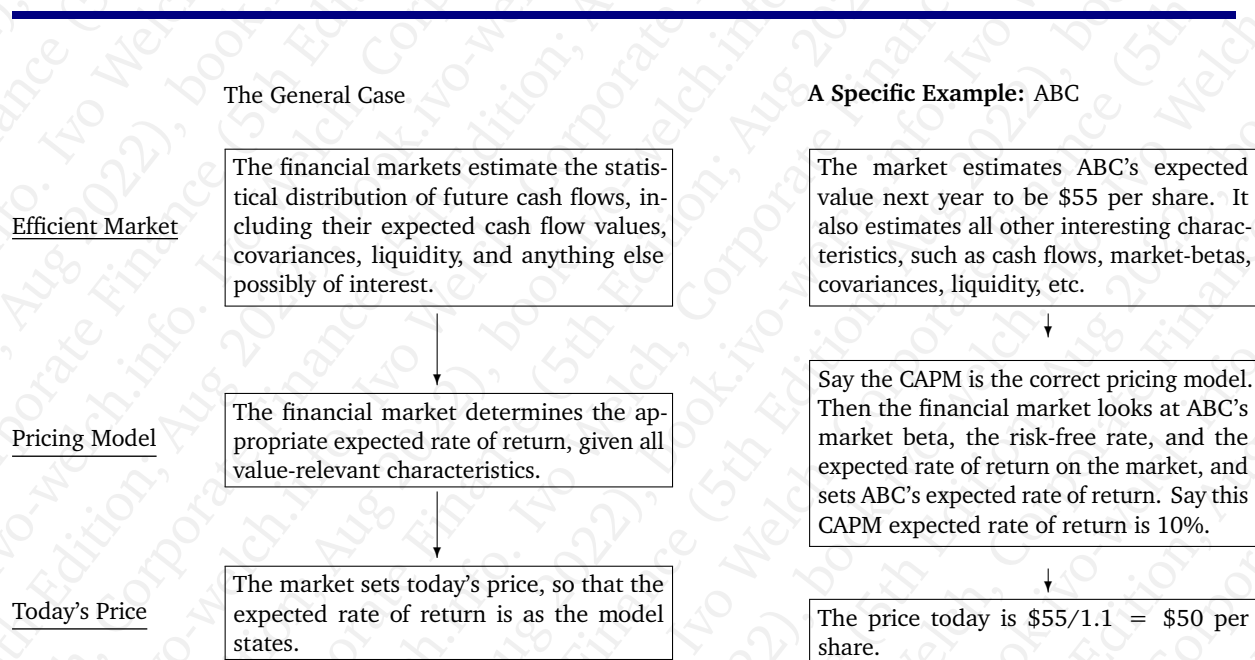 The General Case
A Specific Example: ABC
Efficient Market
The financial markets estimate the statis-
tical distribution of future cash flows, in-
cluding their expected cash flow values,
covariances, liquidity, and anything else
possibly of interest.
The market estimates ABC's expected
value next year to be $55 per share. It
also estimates all other interesting charac-
teristics, such as cash flows, market-betas,
covariances, liquidity, etc.
Pricing Model
The financial market determines the ap-
propriate expected rate of return, given all
value-relevant characteristics.
Say the CAPM is the correct pricing model.
Then the financial market looks at ABC's
market beta, the risk-free rate, and the
expected rate of return on the market, and
sets ABC's expected rate of return. Say this
CAPM expected rate of return is 10%.
Today's Price
The market sets today's price, so that the
expected rate of return is as the model
states.
The price today is $55/1.1 = $50 per
share.